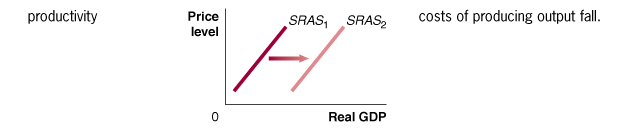 productivity
Price level
SRAS1
SRAS2
costs of producing output fall.
0
Real GDP